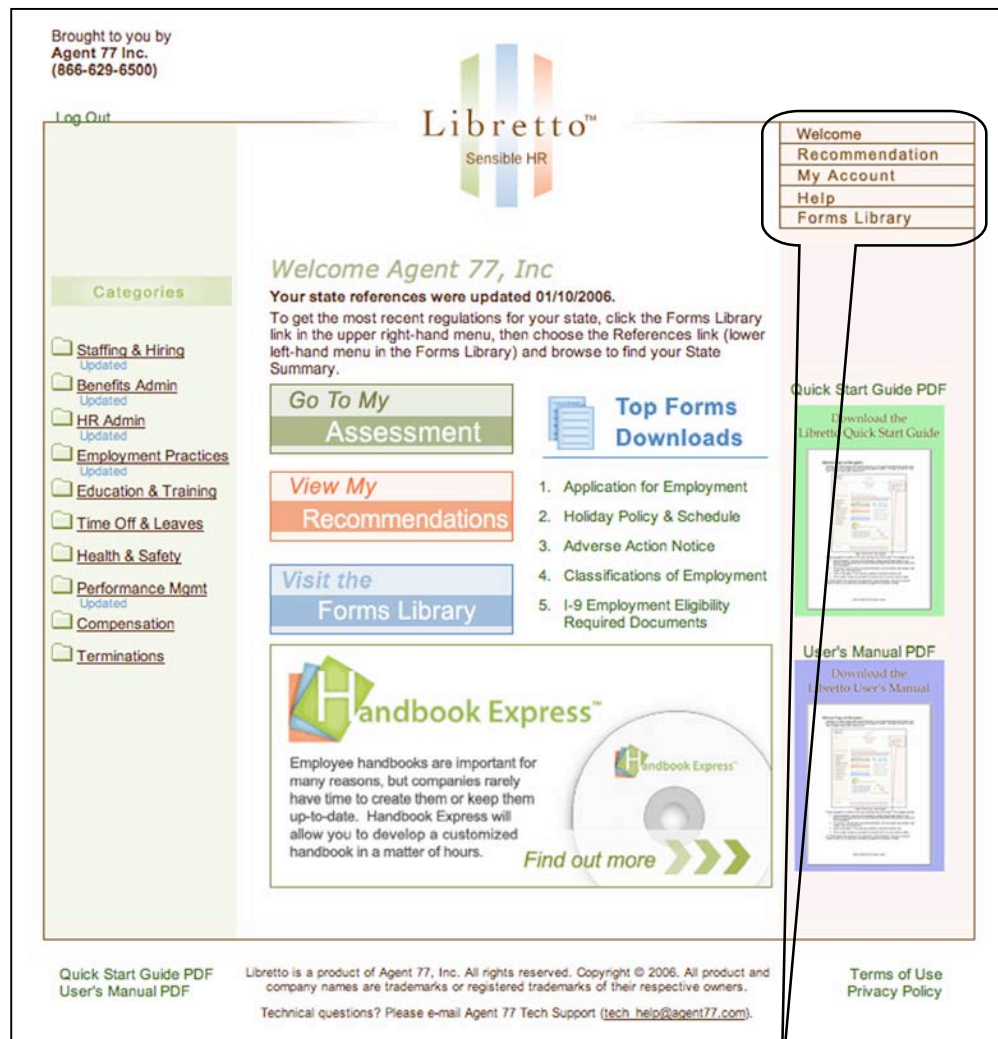 Brought to you by
Agent 77 Inc.
(866-629-6500)
Log Out
Libretto™
Sensible HR
Welcome
Recommendation
My Account
Help
Forms Library
Categories
Staffing & Hiring
Updated
Benefits Admin
Updated
HR Admin
Updated
Employment Practices
Updated
Education & Training
Time Off & Leaves
Health & Safety
Performance Mgmt
Updated
Compensation
Terminations
Welcome Agent 77, Inc
Your state references were updated 01/10/2006.
To get the most recent regulations for your state, click the Forms Library
link in the upper right-hand menu, then choose the References link (lower
left-hand menu in the Forms Library) and browse to find your State
Summary.
Go To My
Assessment
View My
Recommendations
Visit the
Forms Library
Top Forms
Downloads
1. Application for Employment
2. Holiday Policy & Schedule
3. Adverse Action Notice
4. Classifications of Employment
5. I-9 Employment Eligibility
Required Documents
Handbook Express™
Employee handbooks are important for
many reasons, but companies rarely
have time to create them or keep them
up-to-date. Handbook Express will
allow you to develop a customized
handbook in a matter of hours.
Handbook Express™
Find out more
Quick Start Guide PDF
Download the
Libretto Quick Start Guide
User's Manual PDF
Download the
Libretto User's Manual
Quick Start Guide PDF
User's Manual PDF
Libretto is a product of Agent 77, Inc. All rights reserved. Copyright © 2006. All product and
company names are trademarks or registered trademarks of their respective owners.
Technical questions? Please e-mail Agent 77 Tech Support (tech_help@agent77.com).
Terms of Use
Privacy Policy